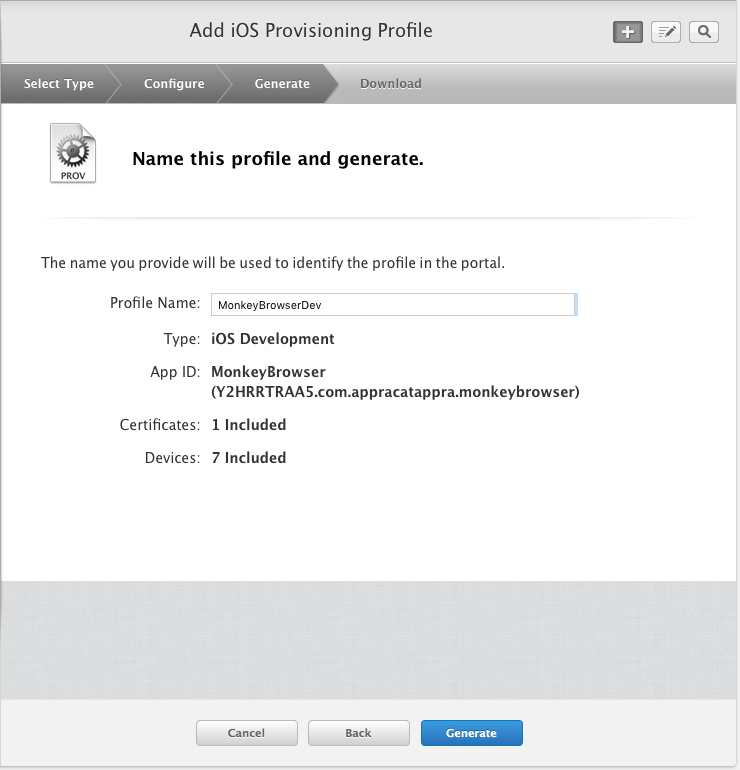 Add iOS Provisioning Profile
Select Type
Configure
Generate
Download
PROV
Name this profile and generate.
The name you provide will be used to identify the profile in the portal.
Profile Name: MonkeyBrowserDev
Type: iOS Development
App ID: MonkeyBrowser
(Y2HRRTRAA5.com.appracatappra.monkeybrowser)
Certificates: 1 Included
Devices: 7 Included
Cancel
Back
Generate